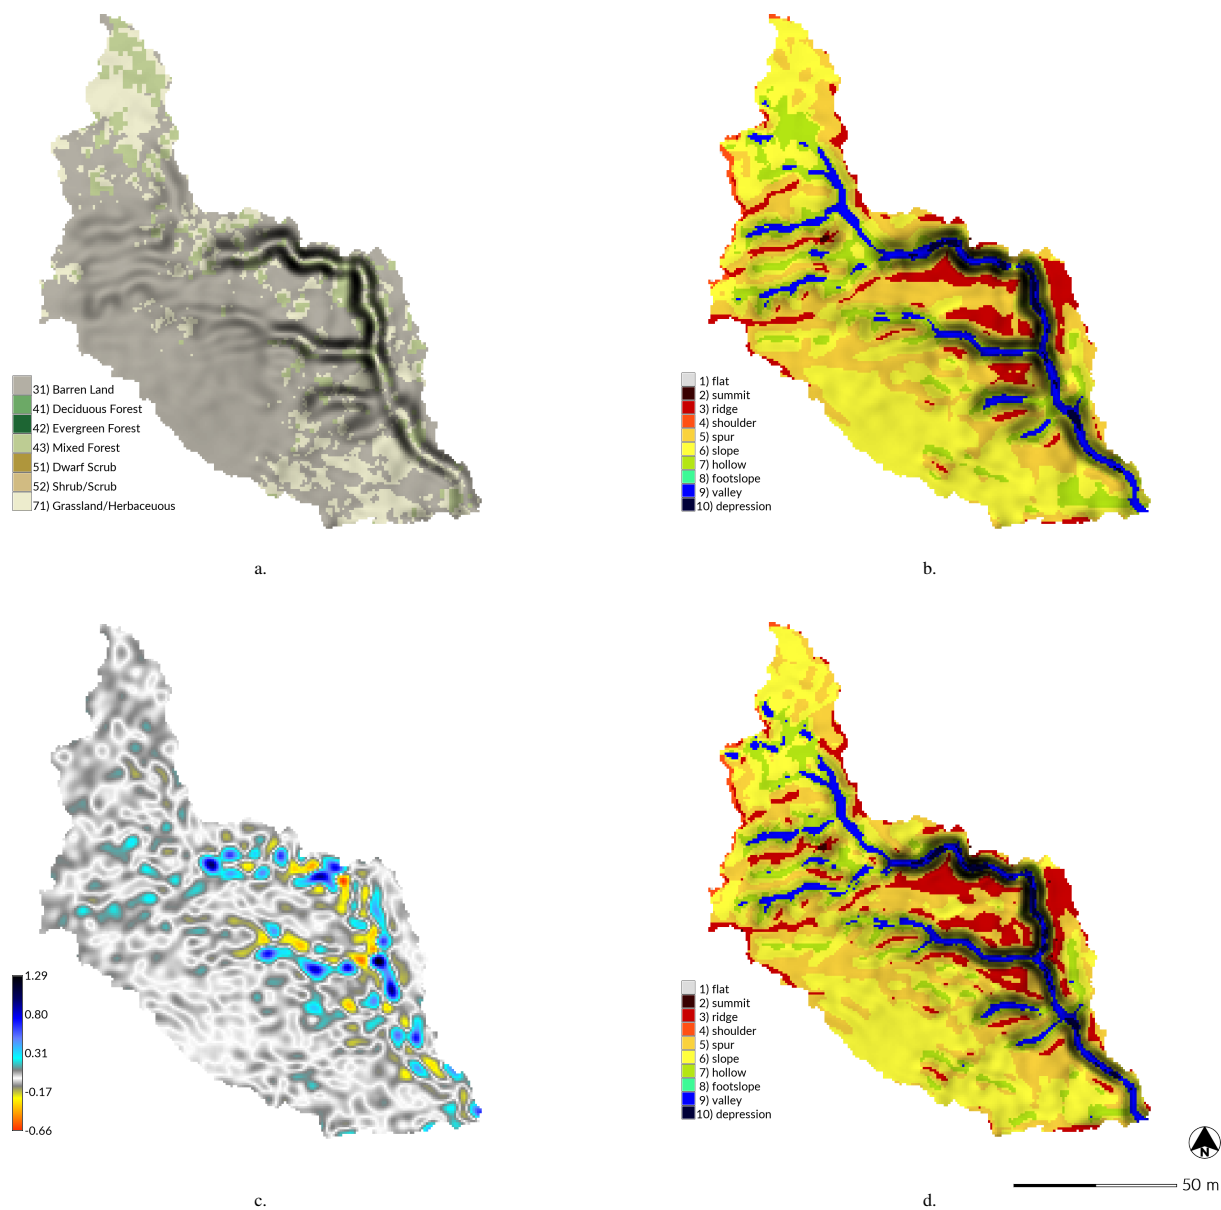 31) Barren Land
41) Deciduous Forest
42) Evergreen Forest
43) Mixed Forest
51) Dwarf Scrub
52) Shrub/Scrub
71) Grassland/Herbaceuous
a.
1) flat
2) summit
3) ridge
4) shoulder
5) spur
6) slope
7) hollow
8) footslope
9) valley
10) depression
b.
1.29
0.80
0.31
-0.17
-0.66
c.
1) flat
2) summit
3) ridge
4) shoulder
5) spur
6) slope
7) hollow
8) footslope
9) valley
10) depression
N
50 m
d.